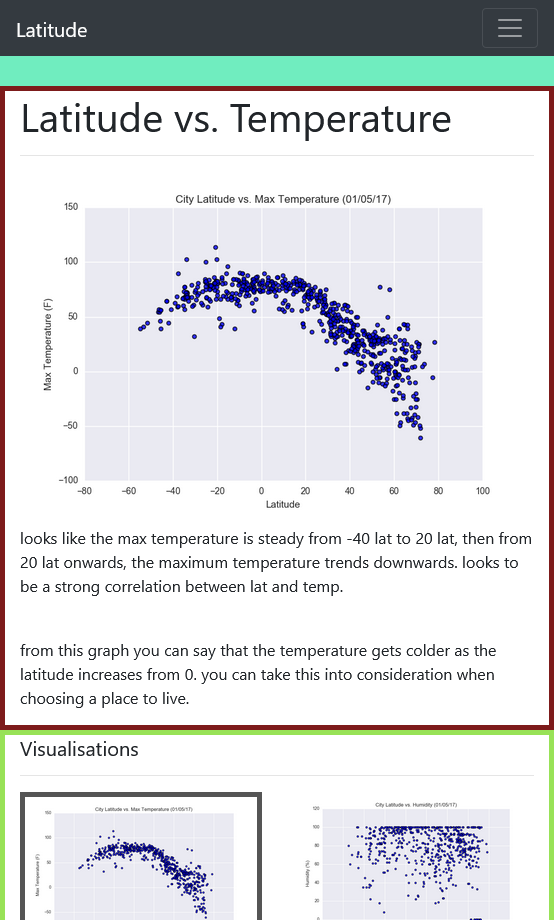 Latitude
Latitude vs. Temperature
City Latitude vs. Max Temperature (01/05/17)
150
100
50
0
−50
−100
Max Temperature (F)
−80 −60 −40 −20 0 20 40 60 80 100
Latitude
looks like the max temperature is steady from -40 lat to 20 lat, then from
20 lat onwards, the maximum temperature trends downwards. looks to
be a strong correlation between lat and temp.
from this graph you can say that the temperature gets colder as the
latitude increases from 0. you can take this into consideration when
choosing a place to live.
Visualisations
City Latitude vs. Max Temperature (01/05/17)
150
100
50
0
−50
Max Temperature (F)
City Latitude vs. Humidity (01/05/17)
120
100
80
60
40
20
0
Humidity (%)